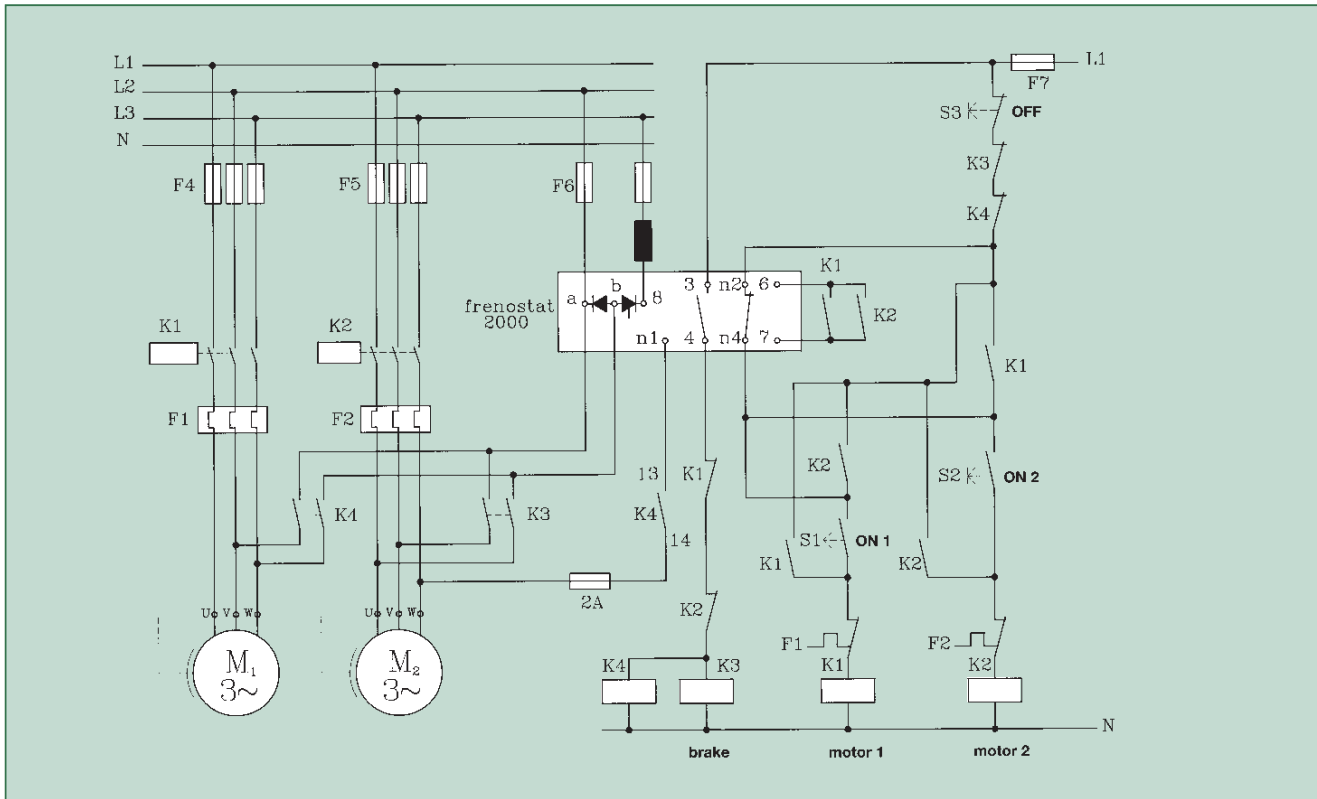 L1
L2
L3
N
F7
L1
S3
OFF
K3
K4
F4
F5
F6
a
b
8
3
n2
6
K1
K2
frenostat
2000
n1
4
n4
7
K1
K2
K1
F1
F2
K2
S2
ON 2
K4
K3
13
K4
14
K1
S1
ON 1
K1
K2
2A
K2
U
V
W
U
V
W
F1
F2
M1
3~
M2
3~
K4
K3
K1
K2
N
brake
motor 1
motor 2